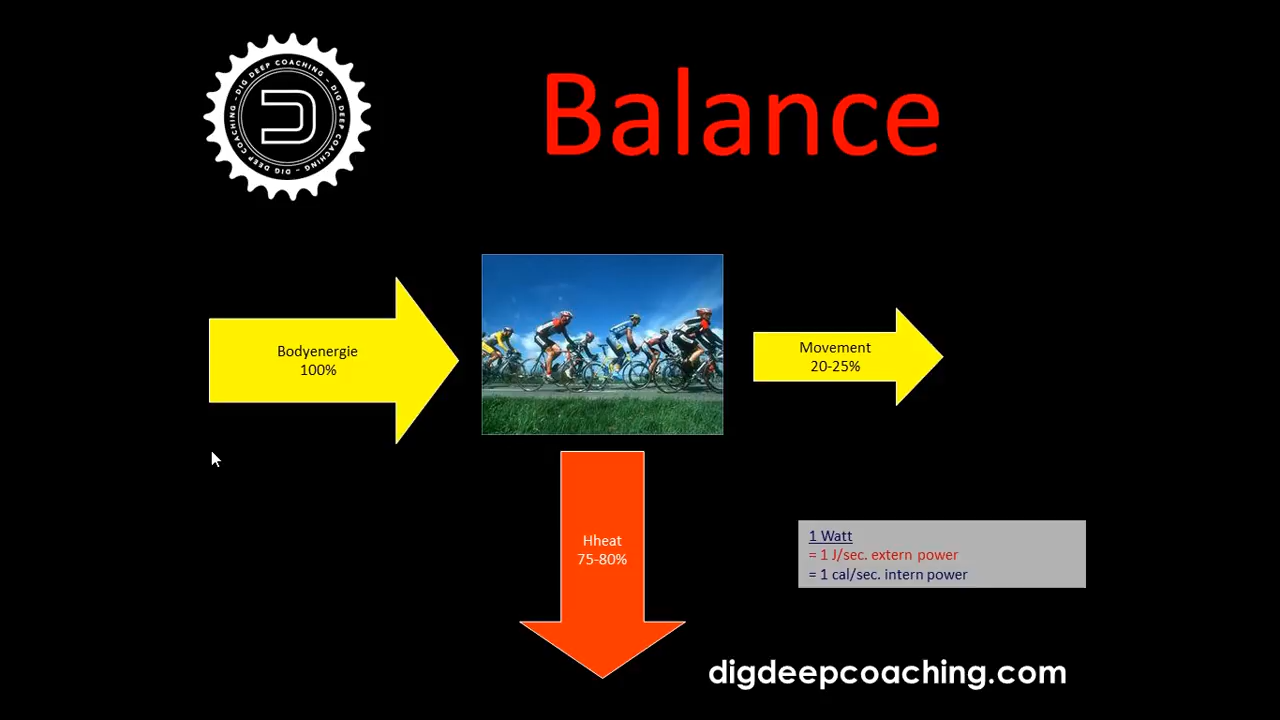 DIG DEEP COACHING - DIG DEEP COACHING - DIG DEEP COACHING -
Balance
Bodyenergie
100%
Movement
20-25%
Hheat
75-80%
1 Watt
= 1 J/sec. extern power
= 1 cal/sec. intern power
digdeepcoaching.com